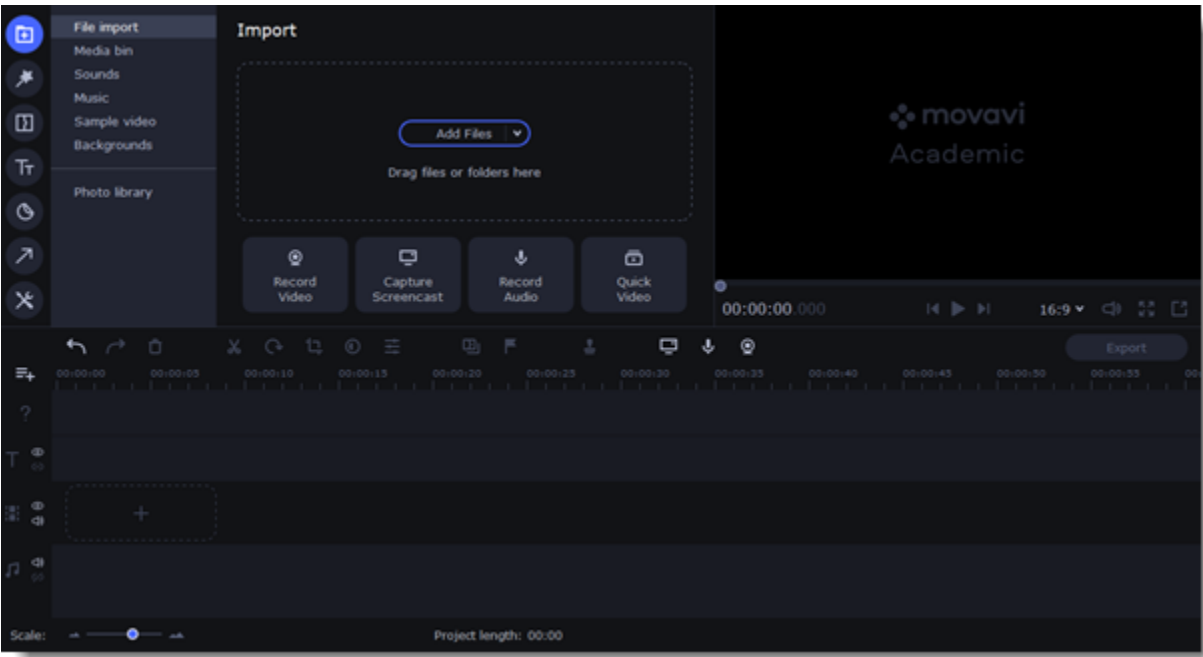 File import
Media bin
Sounds
Music
Sample video
Backgrounds
Photo library
Import
Add Files
Drag files or folders here
Record
Video
Capture
Screencast
Record
Audio
Quick
Video
movavi
Academic
00:00:00.000
16:9
Export
00:00:00 00:00:05 00:00:10 00:00:15 00:00:20 00:00:25 00:00:30 00:00:35 00:00:40 00:00:45 00:00:50 00:00:55
?
T
Scale:
Project length: 00:00